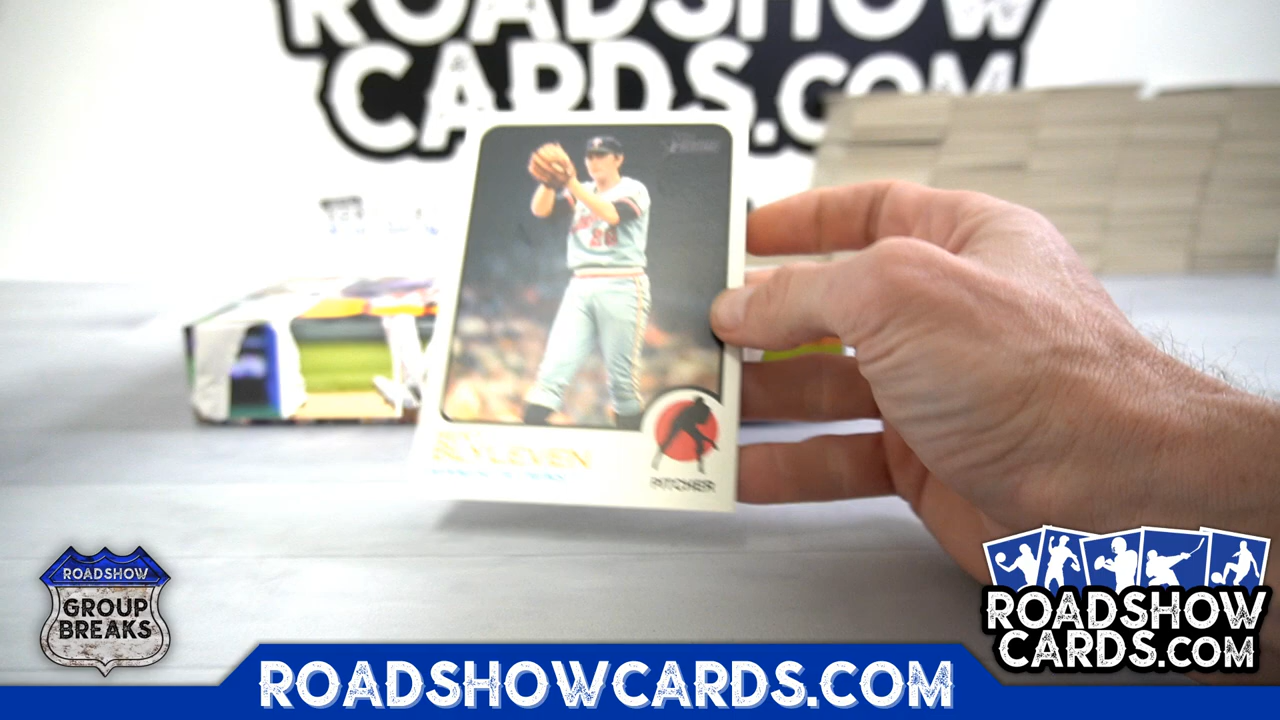 ROADSHOW
CARDS.COM
BLYLEVEN
PITCHER
ROADSHOW
GROUP
BREAKS
ROADSHOW
CARDS.COM
ROADSHOWCARDS.COM